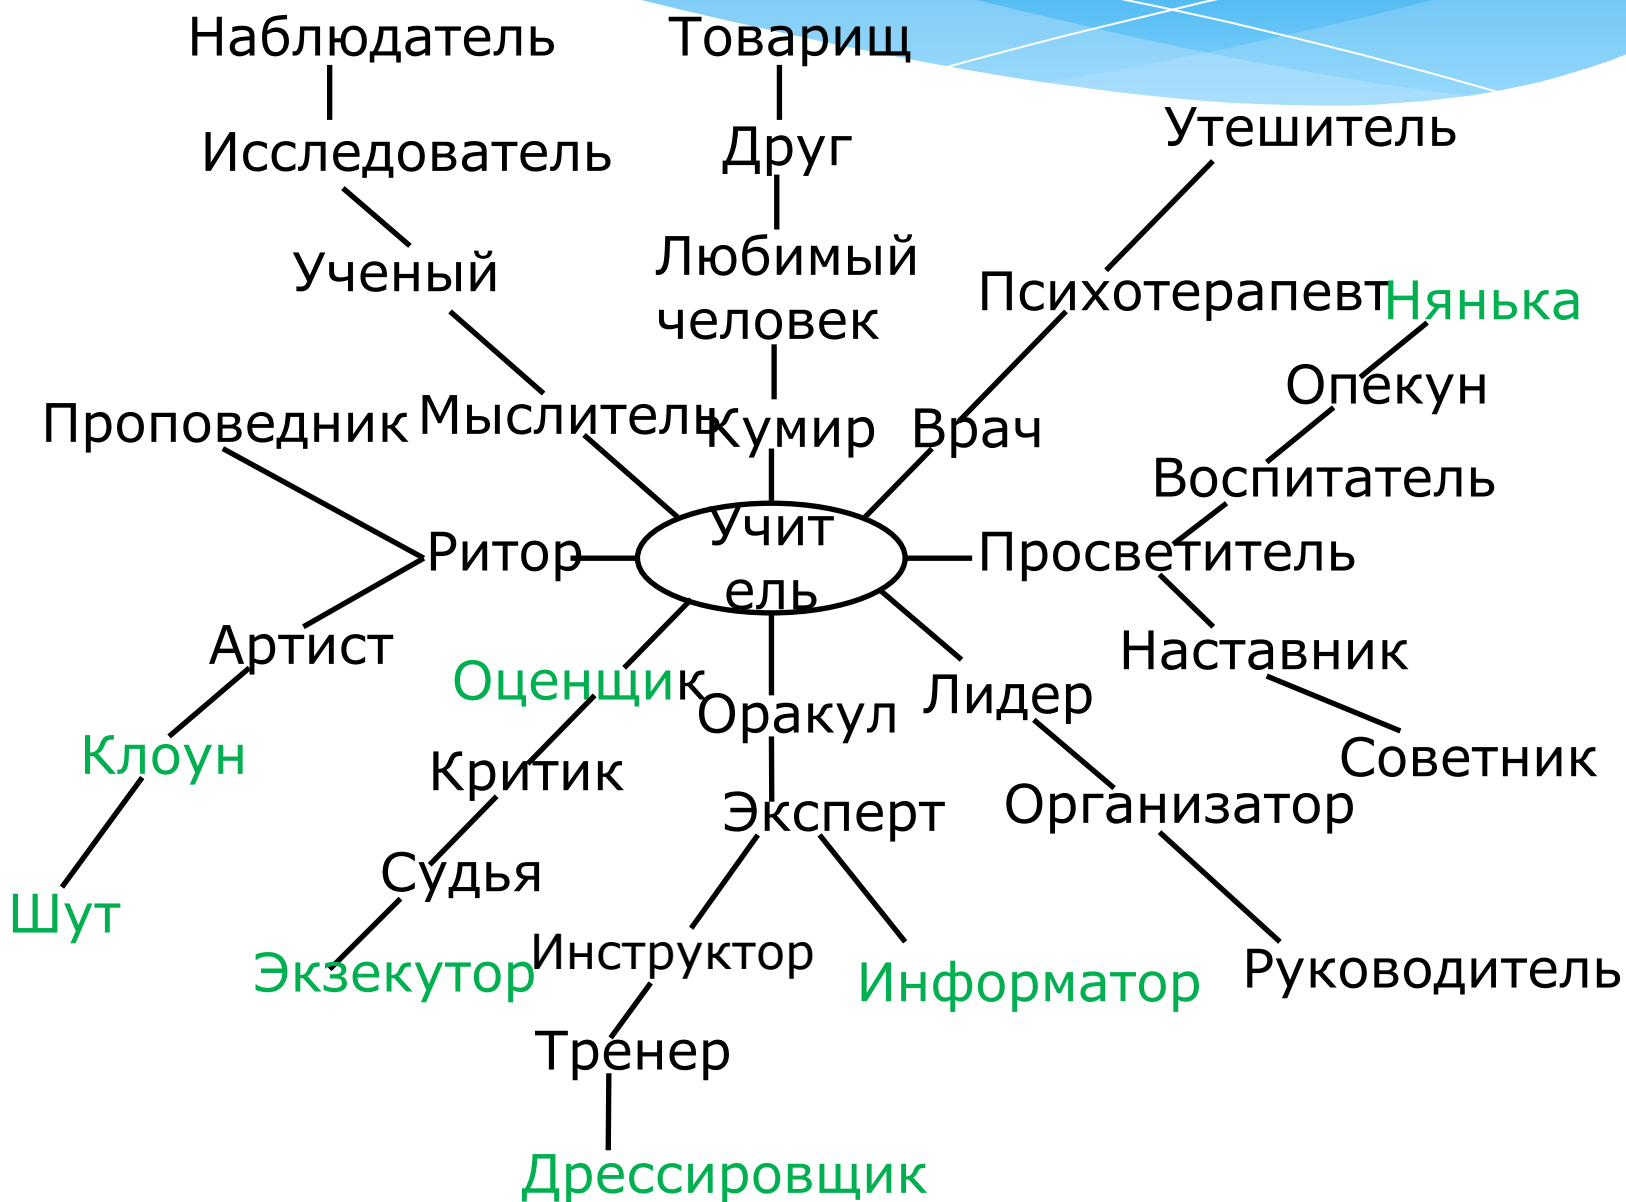 Наблюдатель
Товарищ
Утешитель
Исследователь
Друг
Ученый
Любимый
человек
Психотерапевт
Нянька
Опекун
Проповедник
Мыслитель
Кумир
Врач
Воспитатель
Ритор
Учит
ель
Просветитель
Артист
Оценщик
Оракул
Лидер
Наставник
Клоун
Критик
Эксперт
Организатор
Советник
Судья
Шут
Экзекутор
Инструктор
Информатор
Руководитель
Тренер
Дрессировщик